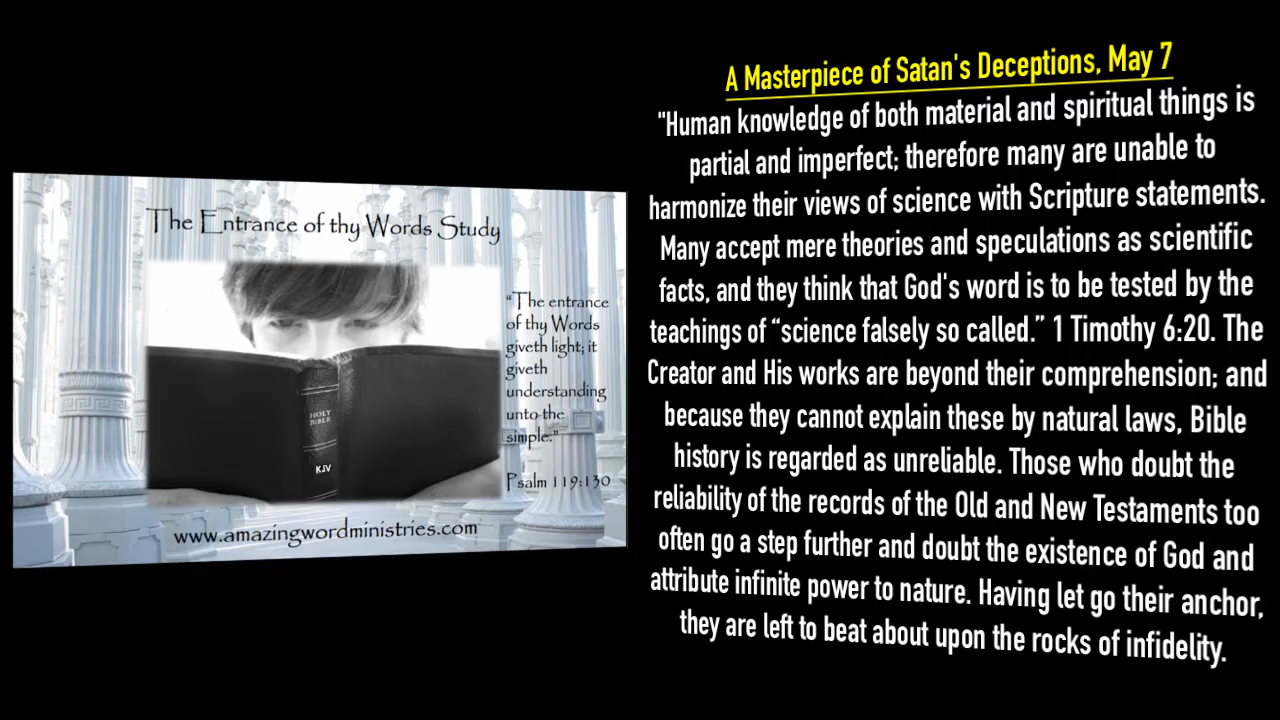 The Entrance of thy Words Study
HOLY
BIBLE
KJV
“The entrance
of thy Words
giveth light; it
giveth
understanding
unto the
simple.”
Psalm 119:130
www.amazingwordministries.com
A Masterpiece of Satan's Deceptions, May 7
"Human knowledge of both material and spiritual things is
partial and imperfect; therefore many are unable to
harmonize their views of science with Scripture statements.
Many accept mere theories and speculations as scientific
facts, and they think that God's word is to be tested by the
teachings of “science falsely so called.” 1 Timothy 6:20. The
Creator and His works are beyond their comprehension; and
because they cannot explain these by natural laws, Bible
history is regarded as unreliable. Those who doubt the
reliability of the records of the Old and New Testaments too
often go a step further and doubt the existence of God and
attribute infinite power to nature. Having let go their anchor,
they are left to beat about upon the rocks of infidelity.